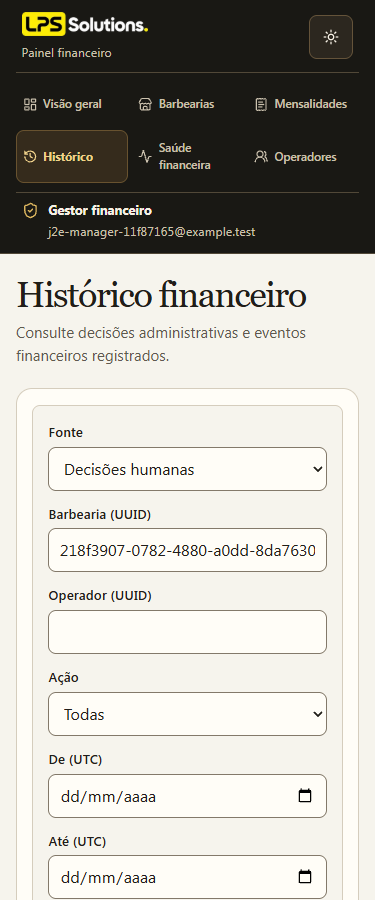 LPS Solutions.
Painel financeiro
Visão geral
Barbearias
Mensalidades
Histórico
Saúde
financeira
Operadores
Gestor financeiro
j2e-manager-11f87165@example.test
Histórico financeiro
Consulte decisões administrativas e eventos
financeiros registrados.
Fonte
Decisões humanas
Barbearia (UUID)
218f3907-0782-4880-a0dd-8da7630
Operador (UUID)
Ação
Todas
De (UTC)
dd/mm/aaaa
Até (UTC)
dd/mm/aaaa